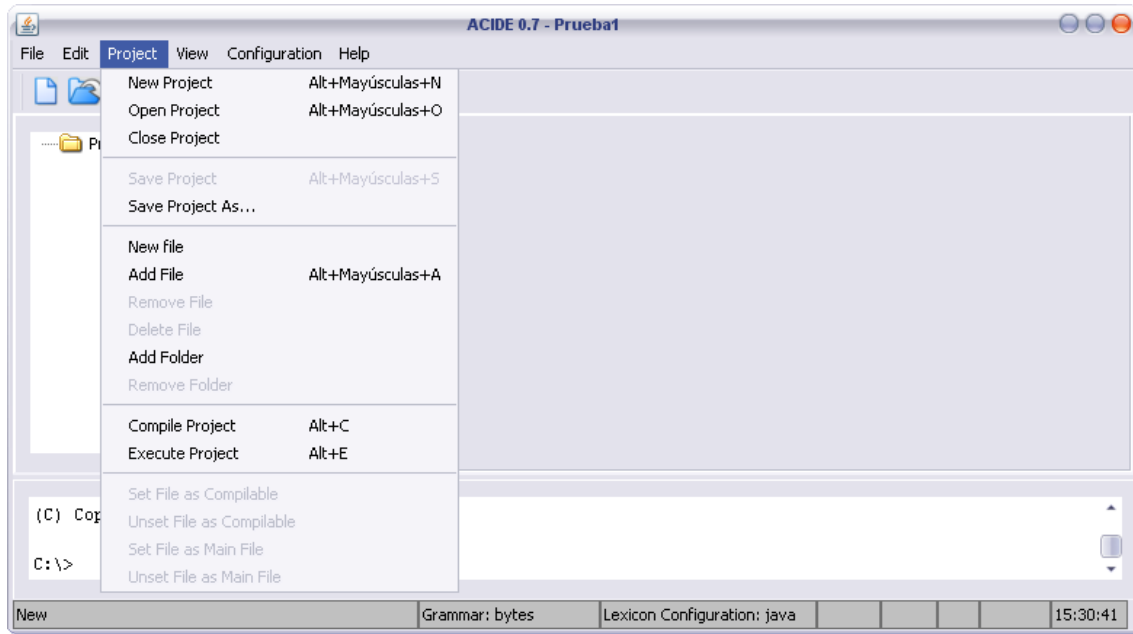 ACIDE 0.7 - Prueba1
File Edit Project View Configuration Help
New Project Alt+Mayúsculas+N
Open Project Alt+Mayúsculas+O
Close Project
Save Project Alt+Mayúsculas+S
Save Project As...
New file
Add File Alt+Mayúsculas+A
Remove File
Delete File
Add Folder
Remove Folder
Compile Project Alt+C
Execute Project Alt+E
Set File as Compilable
Unset File as Compilable
Set File as Main File
Unset File as Main File
(C) Cop
C:\>
New Grammar: bytes Lexicon Configuration: java 15:30:41